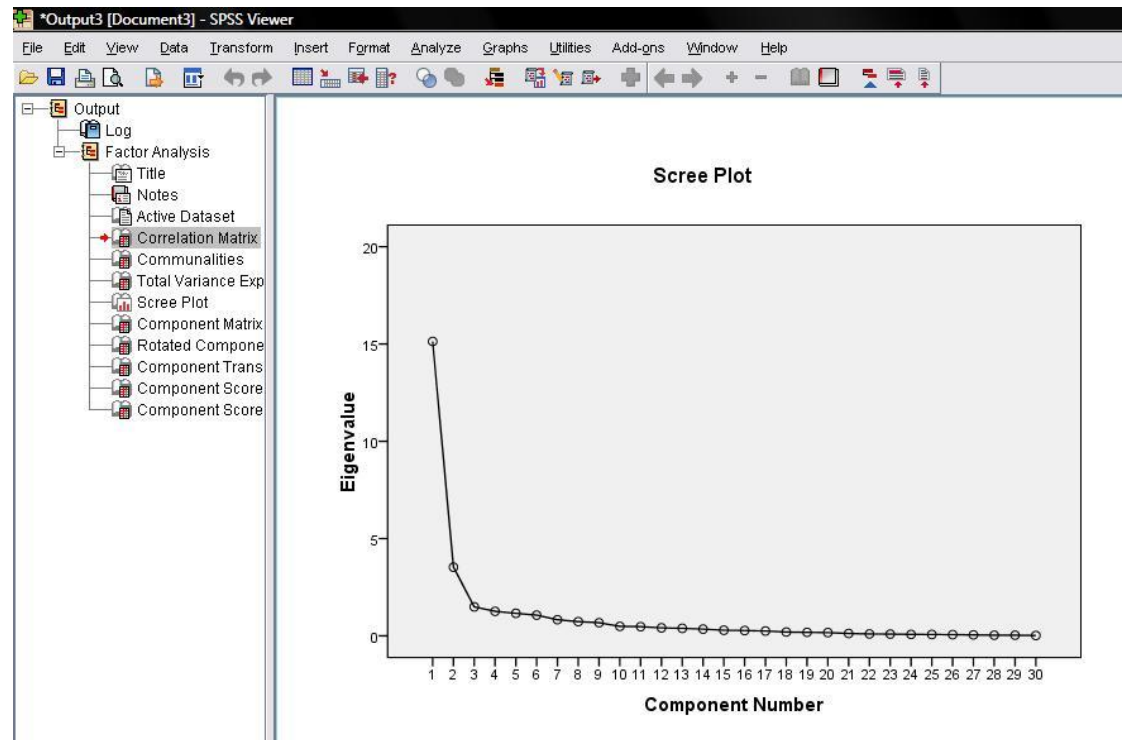 *Output3 [Document3] - SPSS Viewer
File Edit View Data Transform Insert Format Analyze Graphs Utilities Add-ons Window Help
Output
Log
Factor Analysis
Title
Notes
Active Dataset
Correlation Matrix
Communalities
Total Variance Exp
Scree Plot
Component Matrix
Rotated Compone
Component Trans
Component Score
Component Score
Scree Plot
Eigenvalue
20
15
10
5
0
1 2 3 4 5 6 7 8 9 10 11 12 13 14 15 16 17 18 19 20 21 22 23 24 25 26 27 28 29 30
Component Number